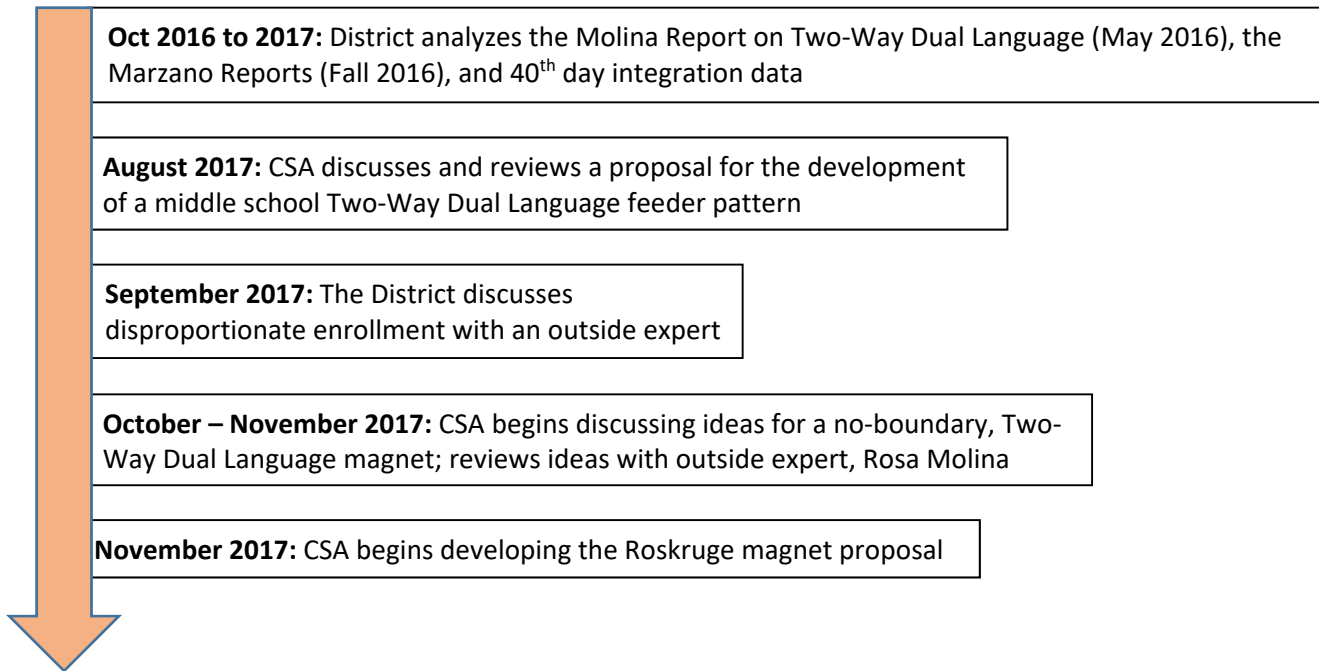 Oct 2016 to 2017: District analyzes the Molina Report on Two-Way Dual Language (May 2016), the
Marzano Reports (Fall 2016), and 40th day integration data
August 2017: CSA discusses and reviews a proposal for the development
of a middle school Two-Way Dual Language feeder pattern
September 2017: The District discusses
disproportionate enrollment with an outside expert
October – November 2017: CSA begins discussing ideas for a no-boundary, Two-
Way Dual Language magnet; reviews ideas with outside expert, Rosa Molina
November 2017: CSA begins developing the Roskruge magnet proposal